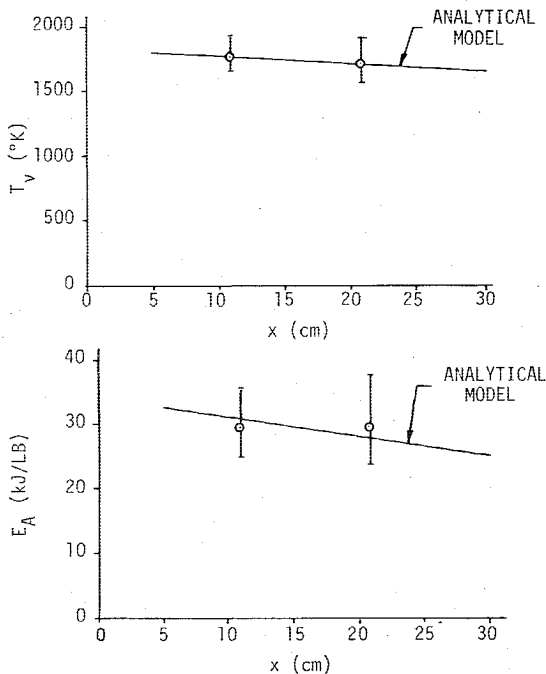 ANALYTICAL
MODEL
2000
1500
1000
500
0
T_ν (°K)
0 5 10 15 20 25 30
x (cm)
ANALYTICAL
MODEL
40
30
20
10
0
E_A (kJ/LB)
0 5 10 15 20 25 30
x (cm)